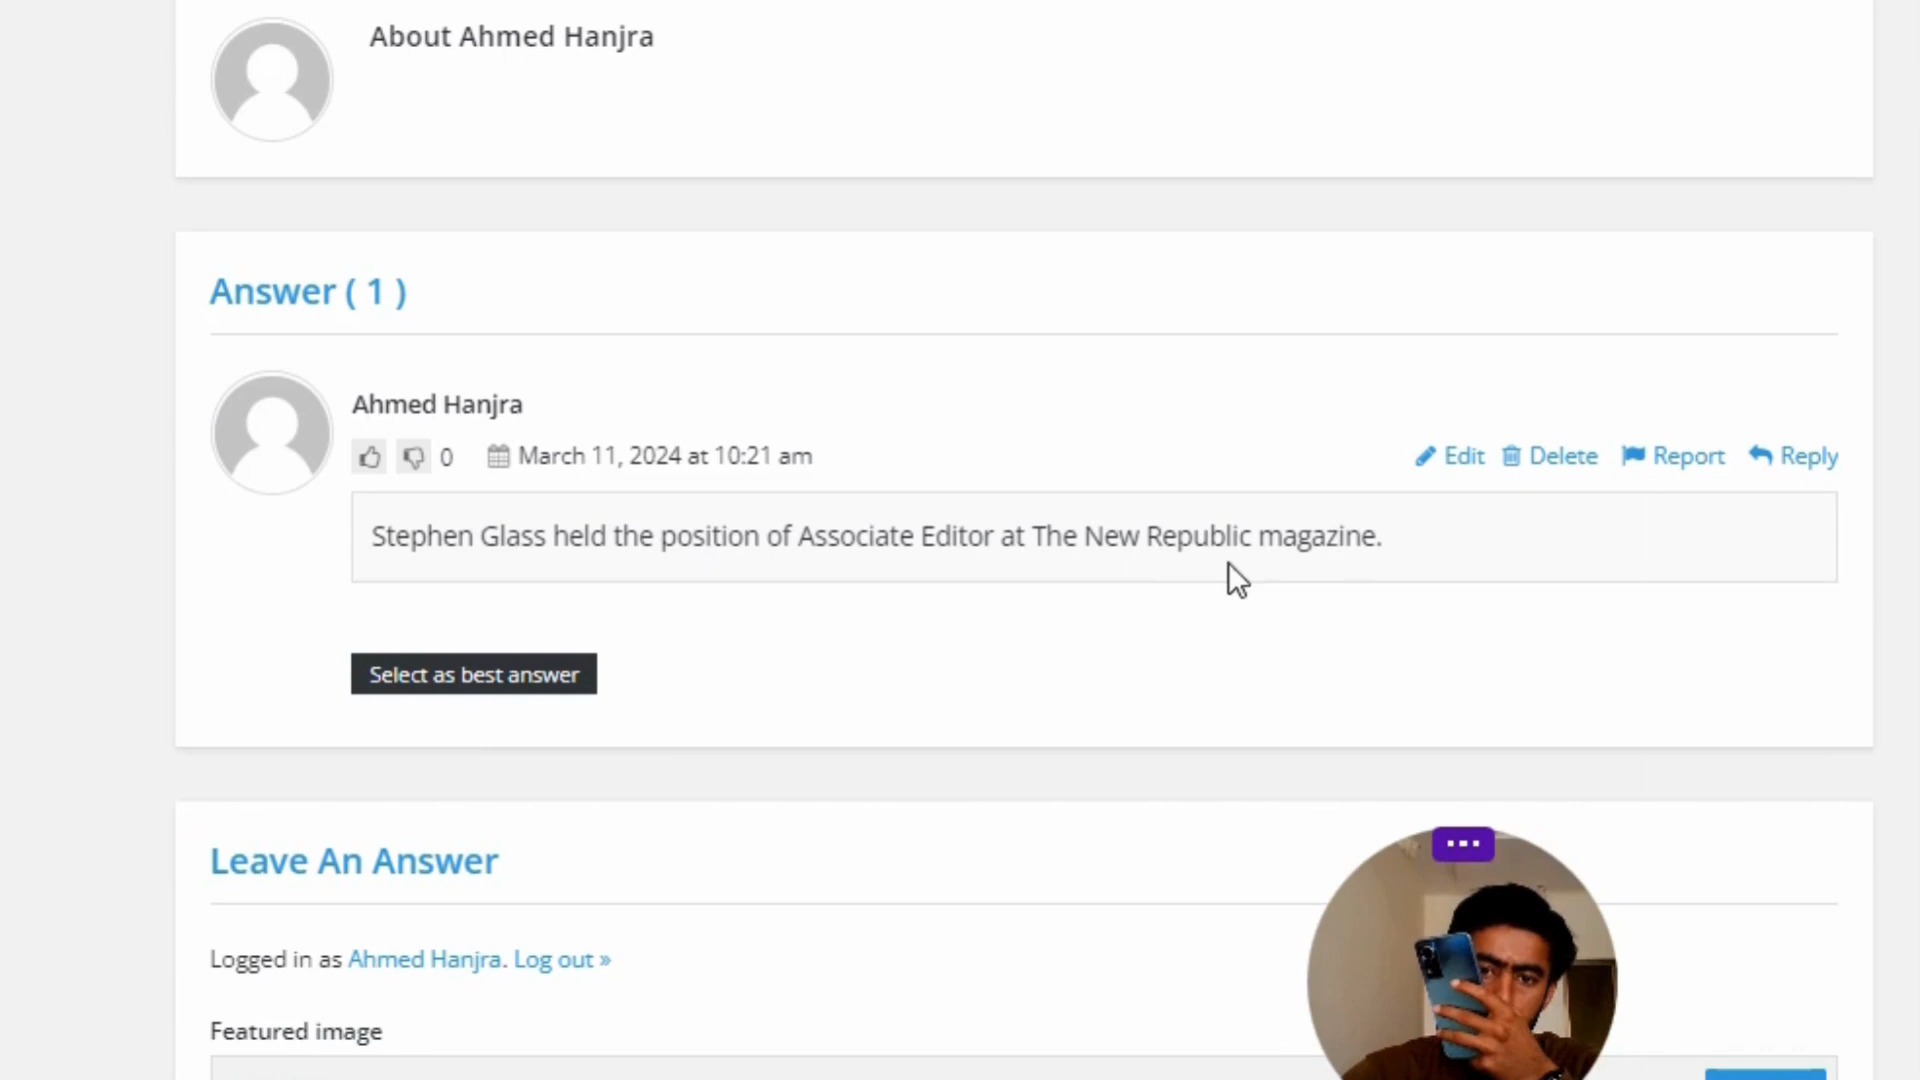 About Ahmed Hanjra
Answer ( 1 )
Ahmed Hanjra
0 March 11, 2024 at 10:21 am Edit Delete Report Reply
Stephen Glass held the position of Associate Editor at The New Republic magazine.
Select as best answer
Leave An Answer
Logged in as Ahmed Hanjra. Log out »
Featured image